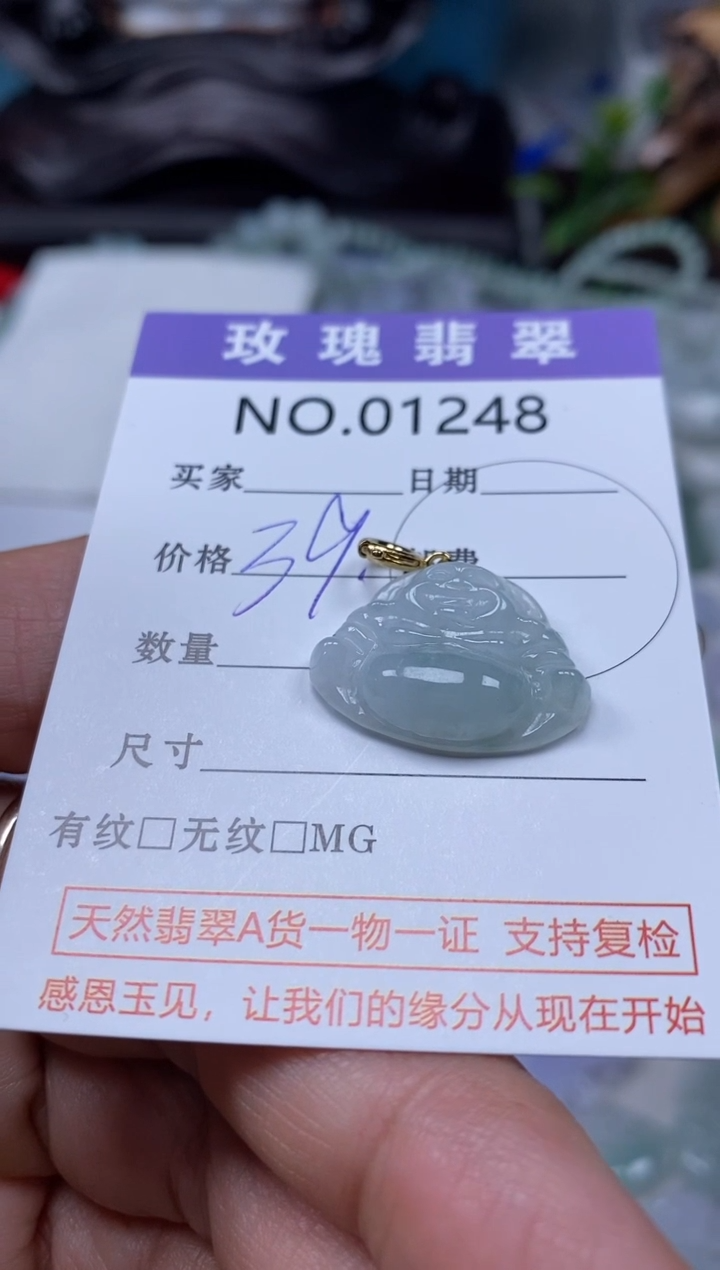 玫瑰翡翠
NO.01248
买家 日期
价格 费
数量
尺寸
有纹□无纹□MG
天然翡翠A货一物一证 支持复检
感恩玉见，让我们的缘分从现在开始